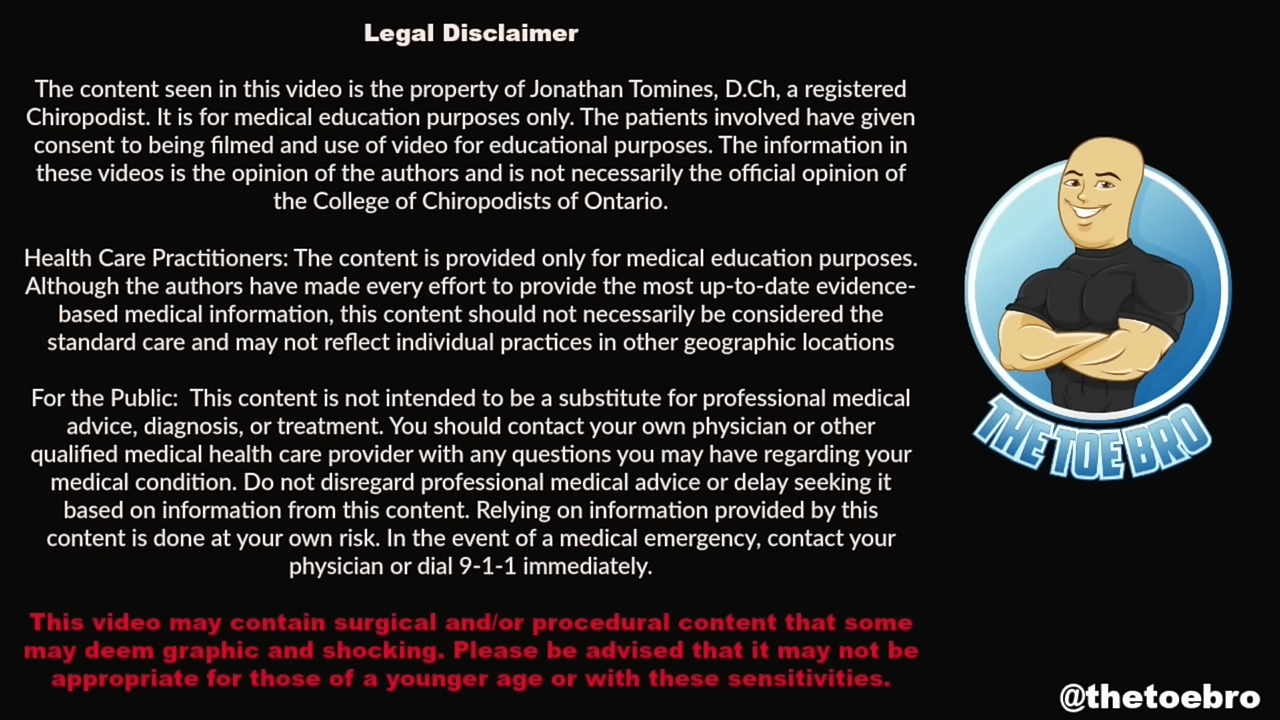 Legal Disclaimer
The content seen in this video is the property of Jonathan Tomines, D.Ch, a registered
Chiropodist. It is for medical education purposes only. The patients involved have given
consent to being filmed and use of video for educational purposes. The information in
these videos is the opinion of the authors and is not necessarily the official opinion of
the College of Chiropodists of Ontario.
Health Care Practitioners: The content is provided only for medical education purposes.
Although the authors have made every effort to provide the most up-to-date evidence-
based medical information, this content should not necessarily be considered the
standard care and may not reflect individual practices in other geographic locations
For the Public:  This content is not intended to be a substitute for professional medical
advice, diagnosis, or treatment. You should contact your own physician or other
qualified medical health care provider with any questions you may have regarding your
medical condition. Do not disregard professional medical advice or delay seeking it
based on information from this content. Relying on information provided by this
content is done at your own risk. In the event of a medical emergency, contact your
physician or dial 9-1-1 immediately.
This video may contain surgical and/or procedural content that some
may deem graphic and shocking. Please be advised that it may not be
appropriate for those of a younger age or with these sensitivities.
THE TOE BRO
@thetoebro